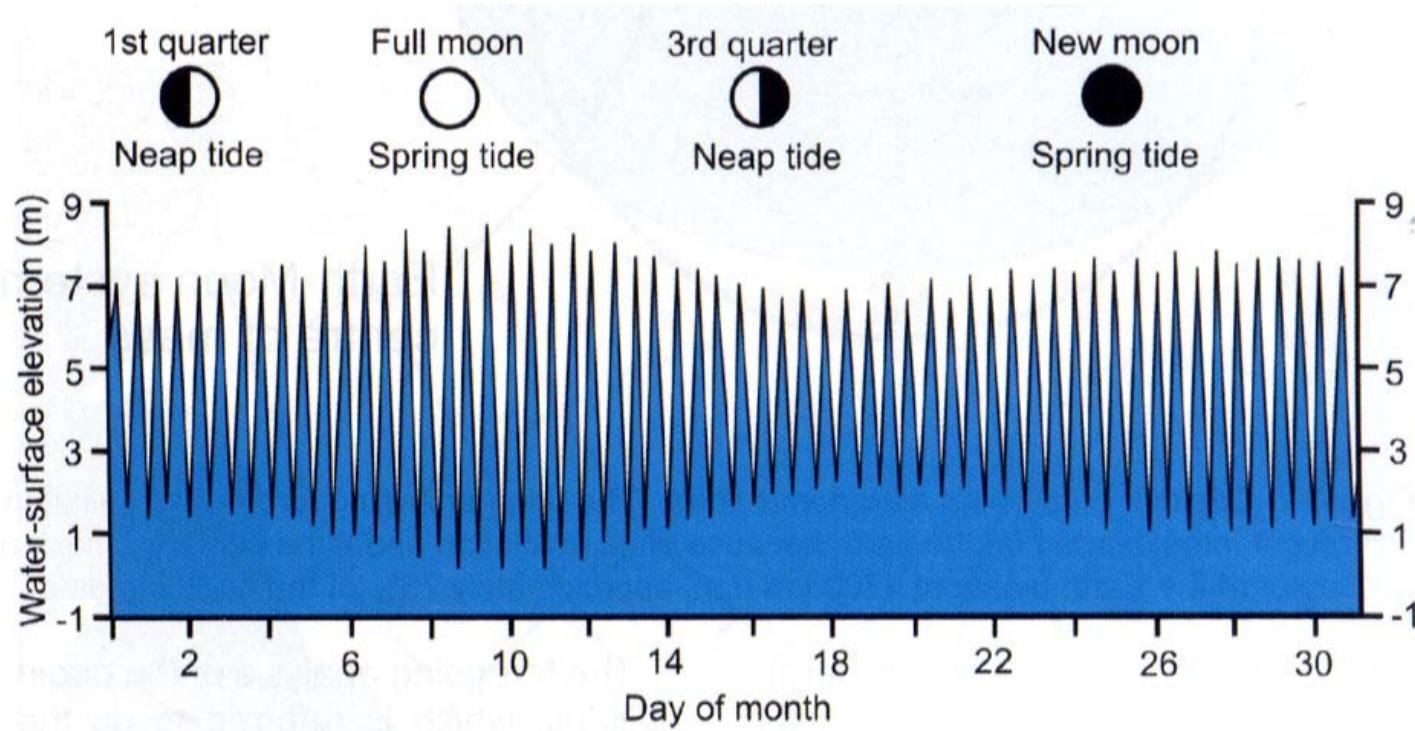 1st quarter
Full moon
3rd quarter
New moon
Neap tide
Spring tide
Neap tide
Spring tide
Water-surface elevation (m)
9
7
5
3
1
-1
9
7
5
3
1
-1
2
6
10
14
18
22
26
30
Day of month